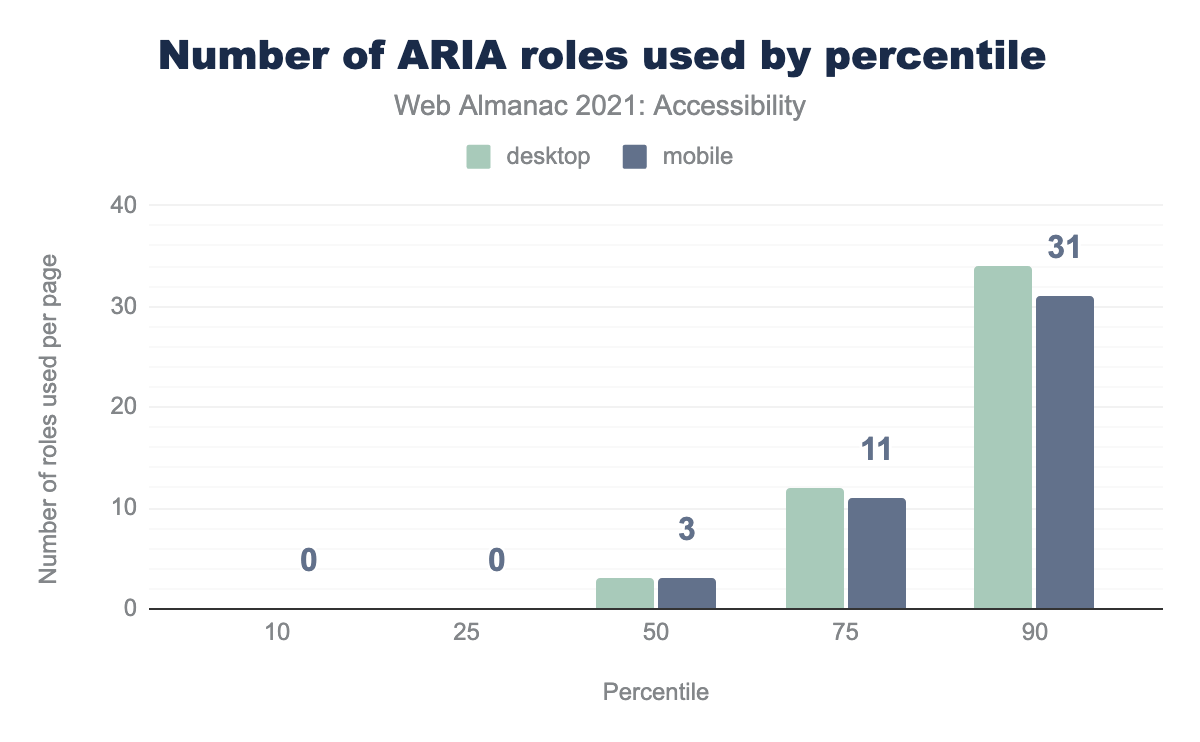 Number of ARIA roles used by percentile
Web Almanac 2021: Accessibility
desktop mobile
Number of roles used per page
40
30
20
10
0
0
0
3
11
31
10 25 50 75 90
Percentile